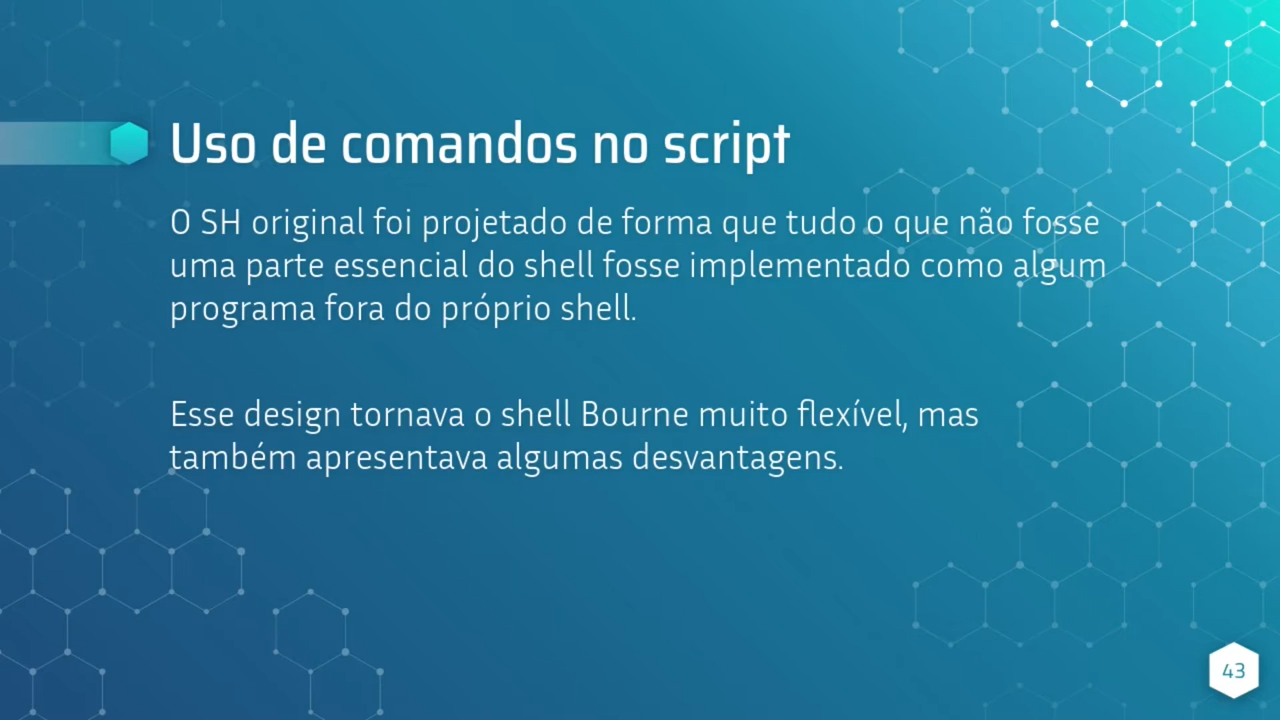 Uso de comandos no script
O SH original foi projetado de forma que tudo o que não fosse
uma parte essencial do shell fosse implementado como algum
programa fora do próprio shell.
Esse design tornava o shell Bourne muito flexível, mas
também apresentava algumas desvantagens.
43